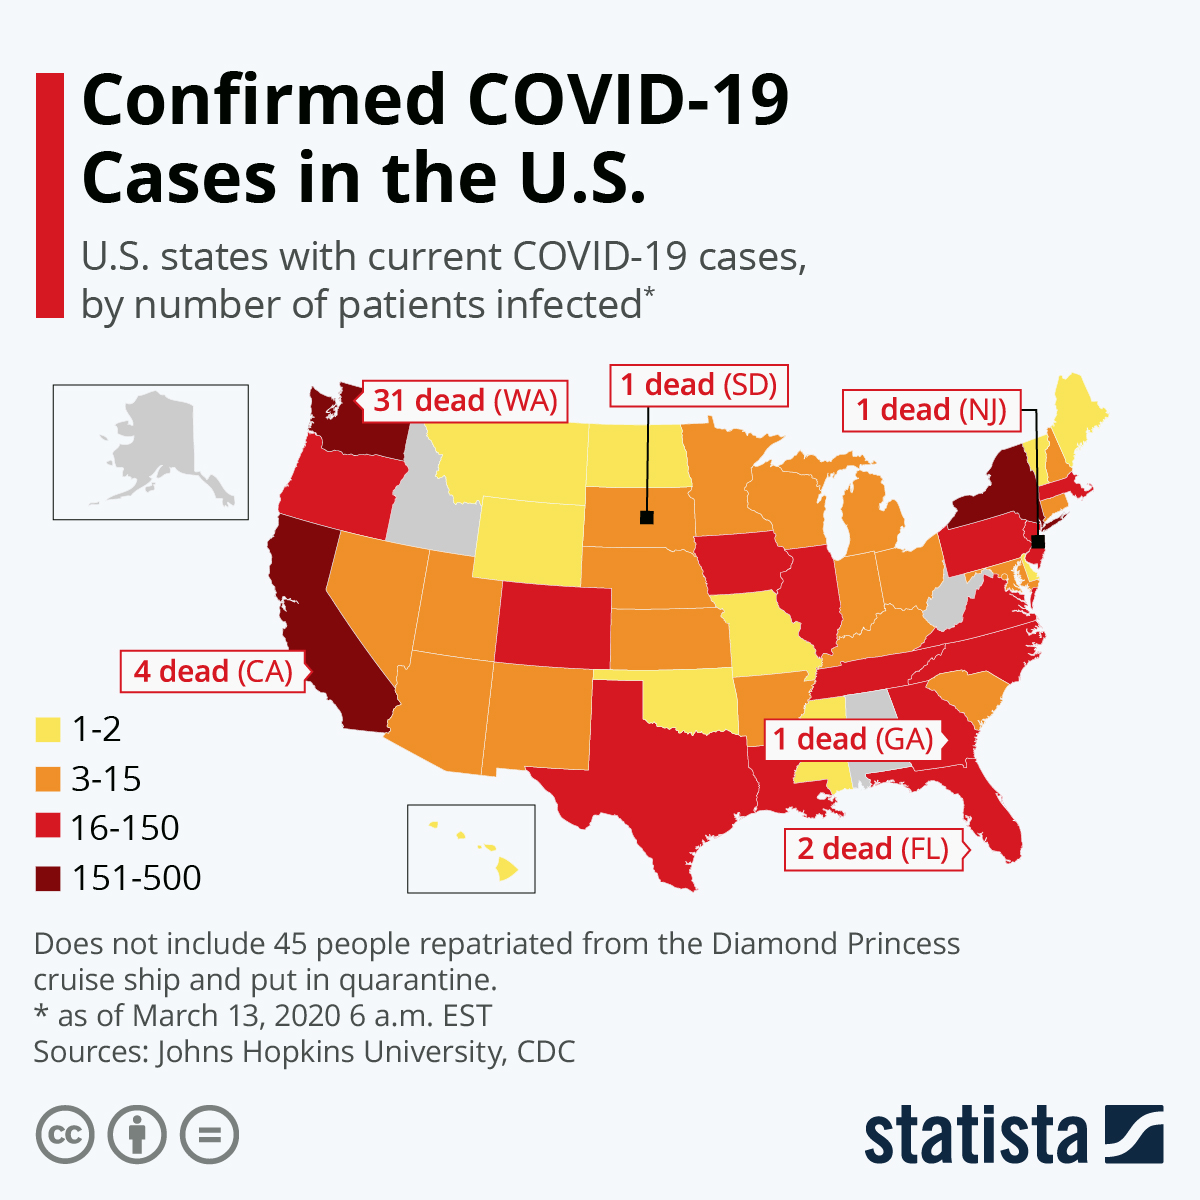 Confirmed COVID-19
Cases in the U.S.
U.S. states with current COVID-19 cases,
by number of patients infected*
31 dead (WA)
1 dead (SD)
1 dead (NJ)
4 dead (CA)
1 dead (GA)
2 dead (FL)
1-2
3-15
16-150
151-500
Does not include 45 people repatriated from the Diamond Princess
cruise ship and put in quarantine.
* as of March 13, 2020 6 a.m. EST
Sources: Johns Hopkins University, CDC
cc
statista